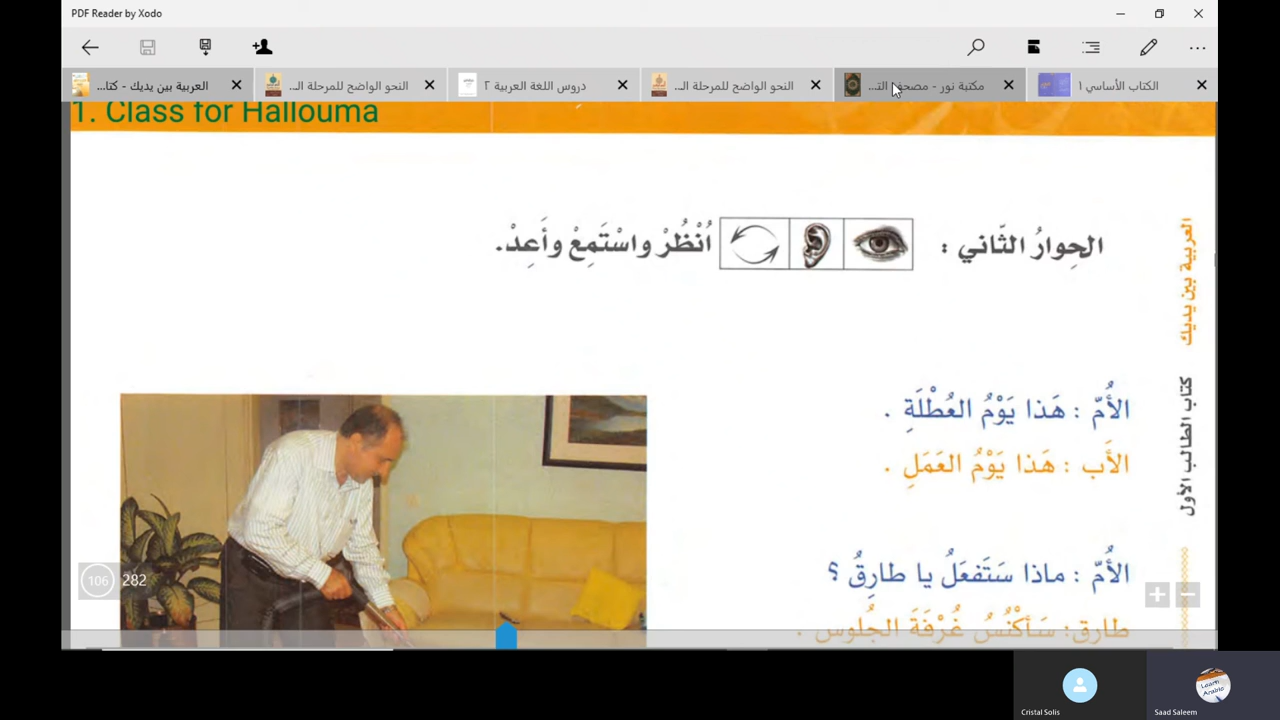 PDF Reader by Xodo
العربية بين يديك - كتا...
النحو الواضح للمرحلة الـ...
دروس اللغة العربية ٢
النحو الواضح للمرحلة الـ...
مكتبة نور - مصحف التـ...
الكتاب الأساسي ١
1. Class for Hallouma
الحِوارُ الثّاني :
اُنْظُرْ واسْتَمِعْ وأَعِدْ.
العربية بين يديك
كتاب الطالب الأول
الأُمّ : هَذا يَوْمُ العُطْلَةِ .
الأَب : هَذا يَوْمُ العَمَلِ .
الأُمّ : ماذا سَتَفعَلُ يا طارِقُ ؟
طارِق: سَأَكْنُسُ غُرْفَةَ الجُلوسِ .
106 282
Cristal Solis
Learn Arabic
Saad Saleem